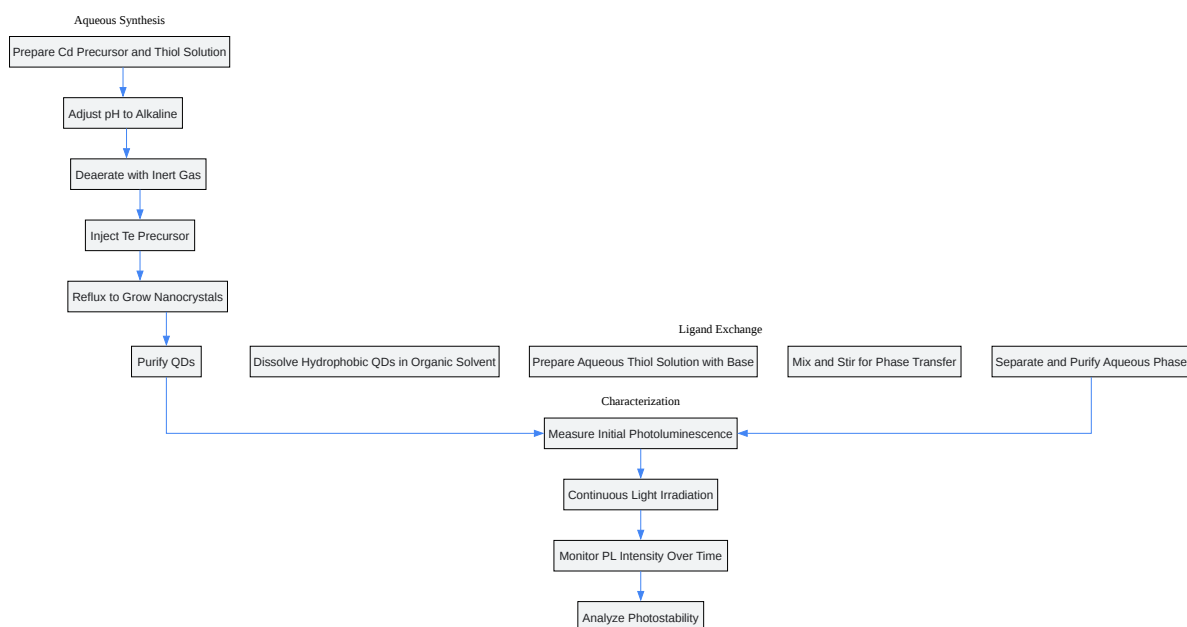 Aqueous Synthesis
Prepare Cd Precursor and Thiol Solution
Adjust pH to Alkaline
Deaerate with Inert Gas
Inject Te Precursor
Reflux to Grow Nanocrystals
Purify QDs
Ligand Exchange
Dissolve Hydrophobic QDs in Organic Solvent
Prepare Aqueous Thiol Solution with Base
Mix and Stir for Phase Transfer
Separate and Purify Aqueous Phase
Characterization
Measure Initial Photoluminescence
Continuous Light Irradiation
Monitor PL Intensity Over Time
Analyze Photostability